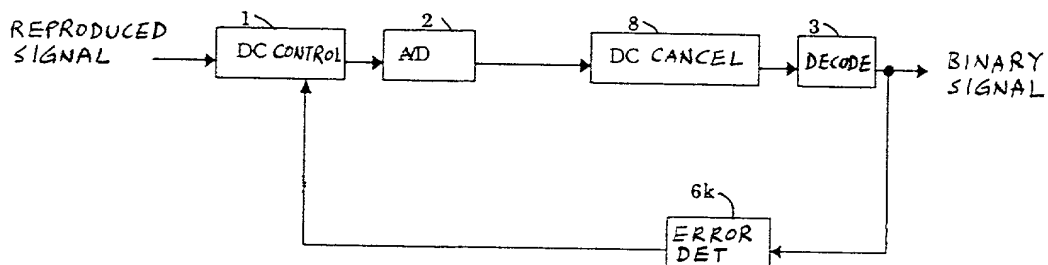 REPRODUCED
SIGNAL
1
DC CONTROL
2
A/D
8
DC CANCEL
3
DECODE
BINARY
SIGNAL
6k
ERROR
DET